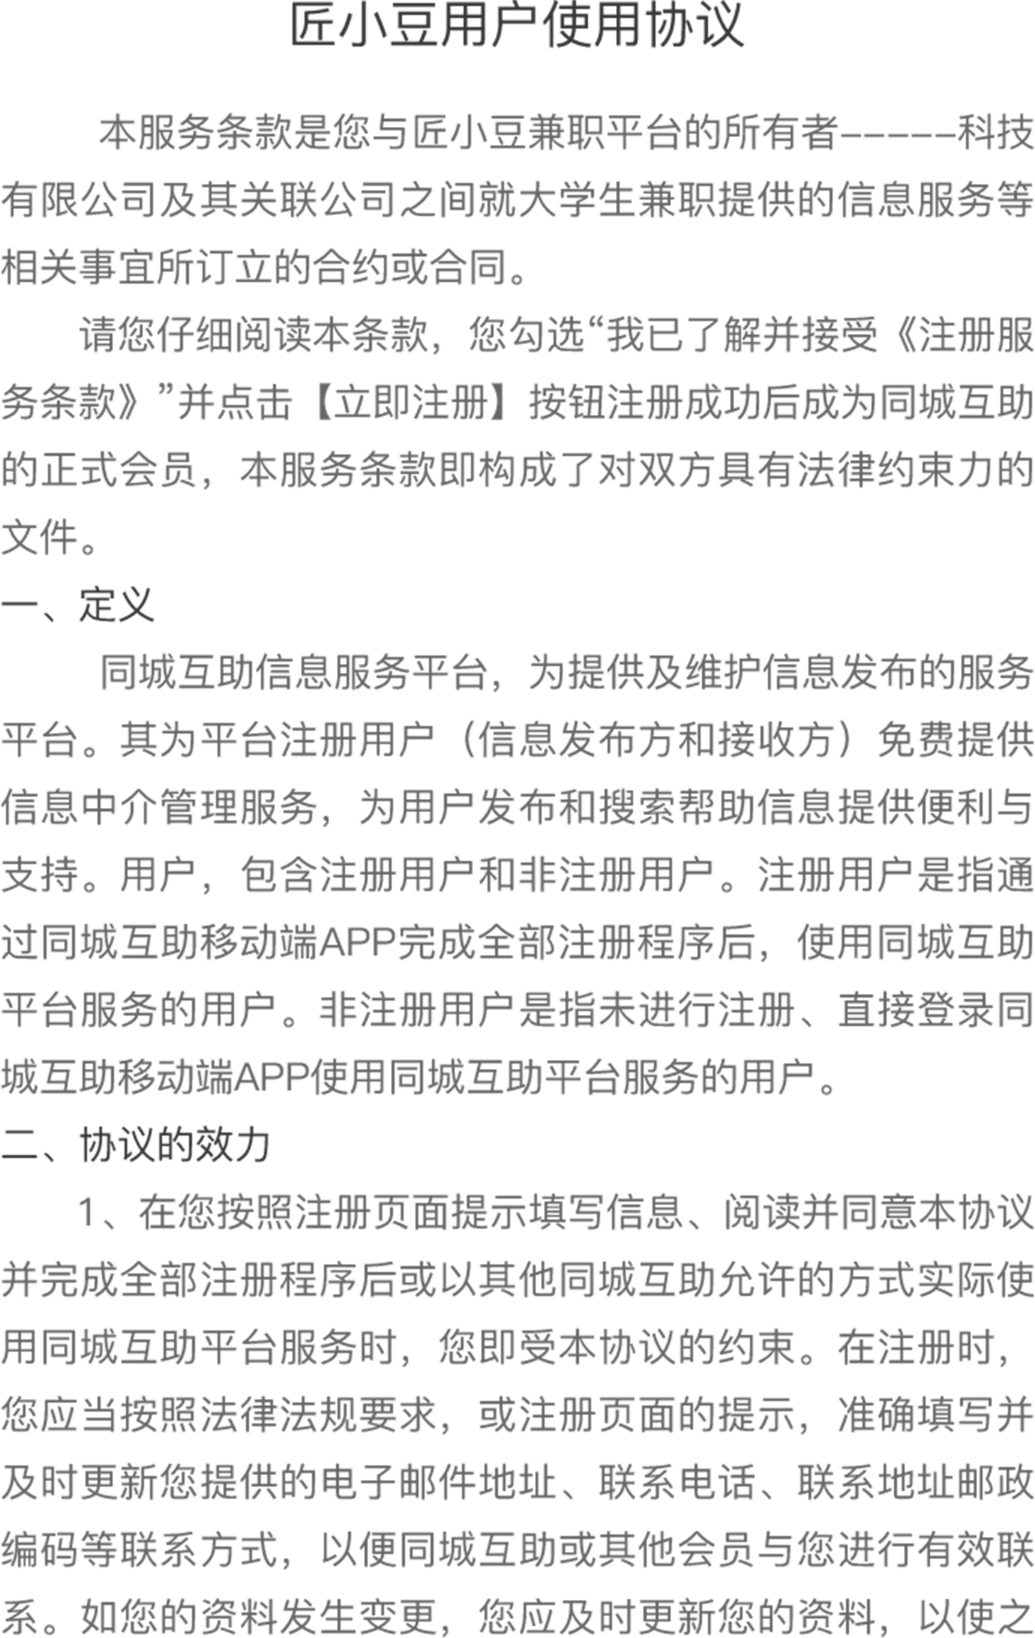 匠小豆用户使用协议
本服务条款是您与匠小豆兼职平台的所有者-----科技
有限公司及其关联公司之间就大学生兼职提供的信息服务等
相关事宜所订立的合约或合同。
请您仔细阅读本条款，您勾选“我已了解并接受《注册服
务条款》”并点击【立即注册】按钮注册成功后成为同城互助
的正式会员，本服务条款即构成了对双方具有法律约束力的
文件。
一、定义
同城互助信息服务平台，为提供及维护信息发布的服务
平台。其为平台注册用户（信息发布方和接收方）免费提供
信息中介管理服务，为用户发布和搜索帮助信息提供便利与
支持。用户，包含注册用户和非注册用户。注册用户是指通
过同城互助移动端APP完成全部注册程序后，使用同城互助
平台服务的用户。非注册用户是指未进行注册、直接登录同
城互助移动端APP使用同城互助平台服务的用户。
二、协议的效力
1、在您按照注册页面提示填写信息、阅读并同意本协议
并完成全部注册程序后或以其他同城互助允许的方式实际使
用同城互助平台服务时，您即受本协议的约束。在注册时，
您应当按照法律法规要求，或注册页面的提示，准确填写并
及时更新您提供的电子邮件地址、联系电话、联系地址邮政
编码等联系方式，以便同城互助或其他会员与您进行有效联
系。如您的资料发生变更，您应及时更新您的资料，以使之